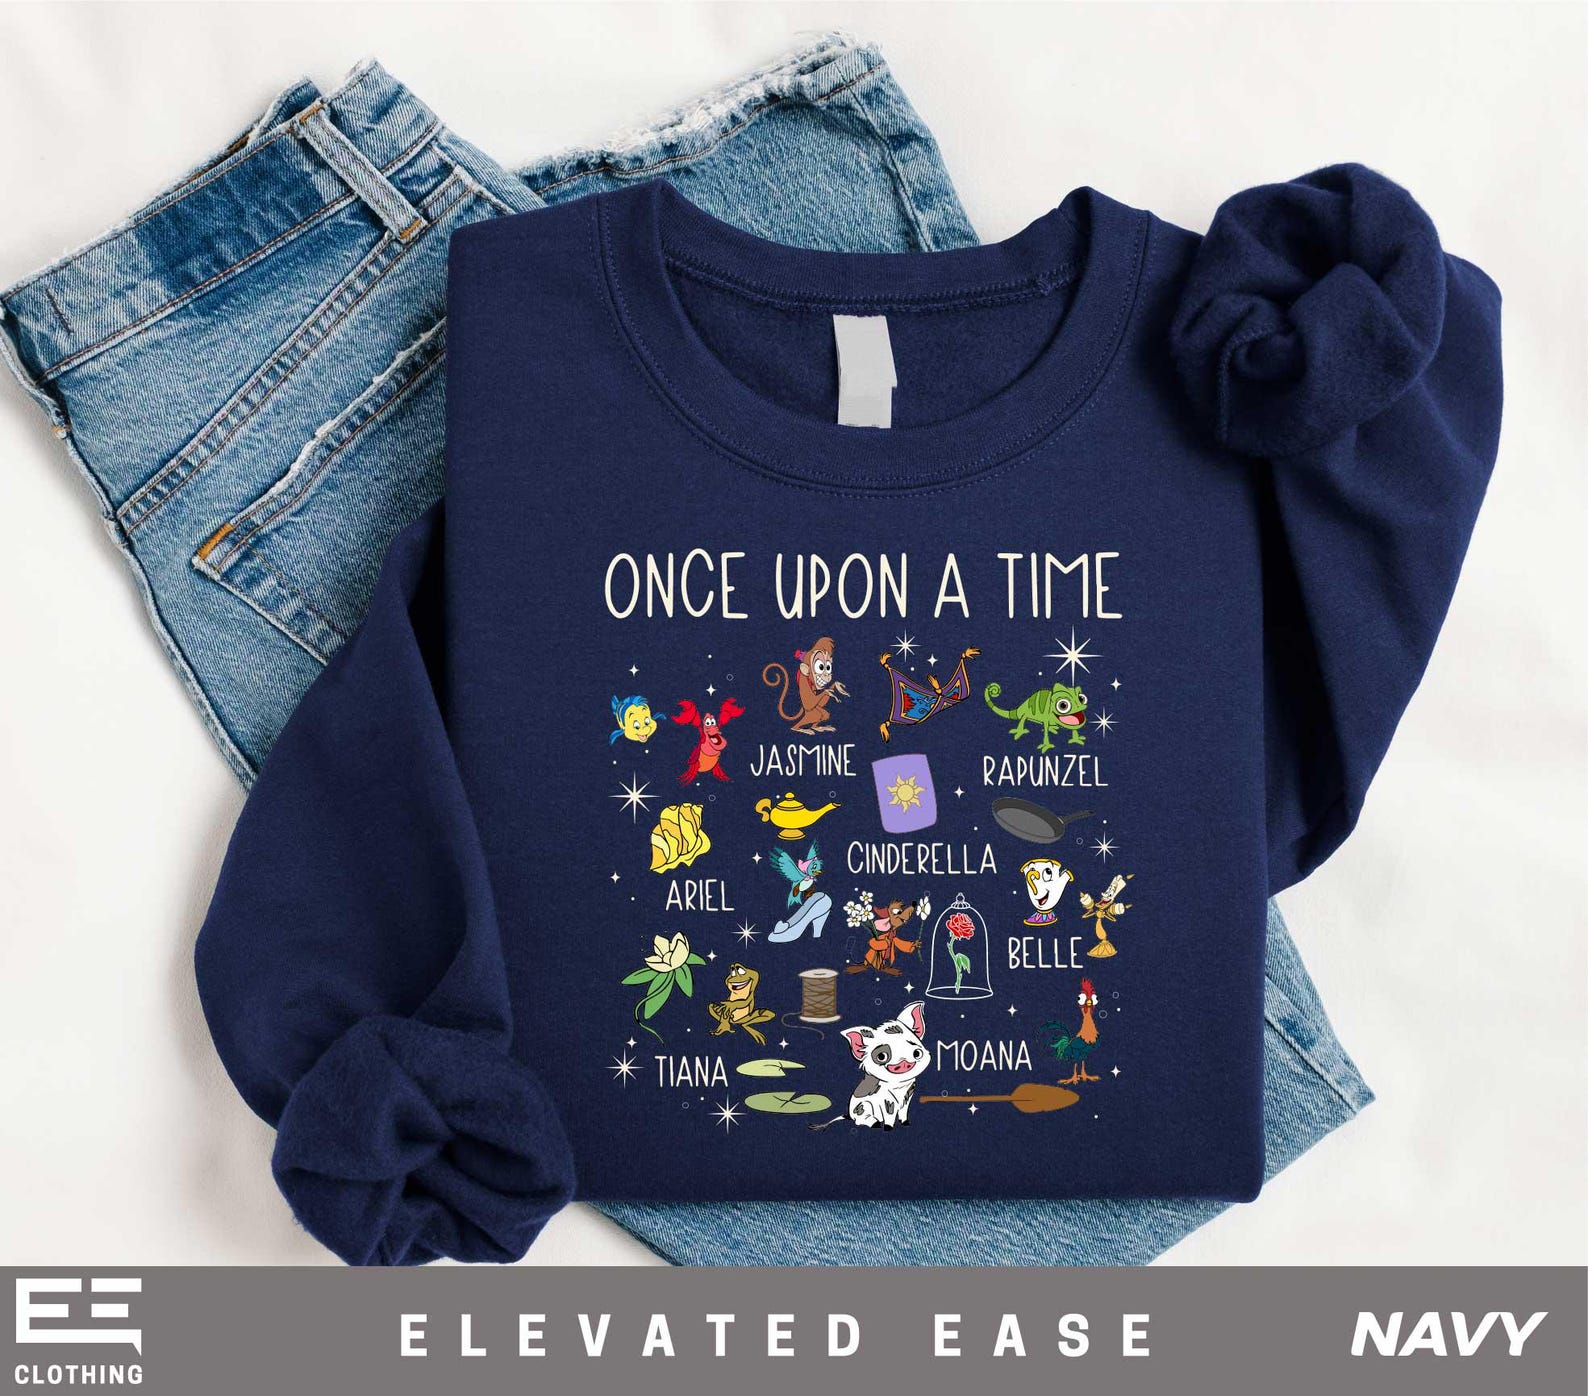 ONCE UPON A TIME
JASMINE
RAPUNZEL
CINDERELLA
ARIEL
BELLE
MOANA
TIANA
EE
CLOTHING
ELEVATED EASE
NAVY